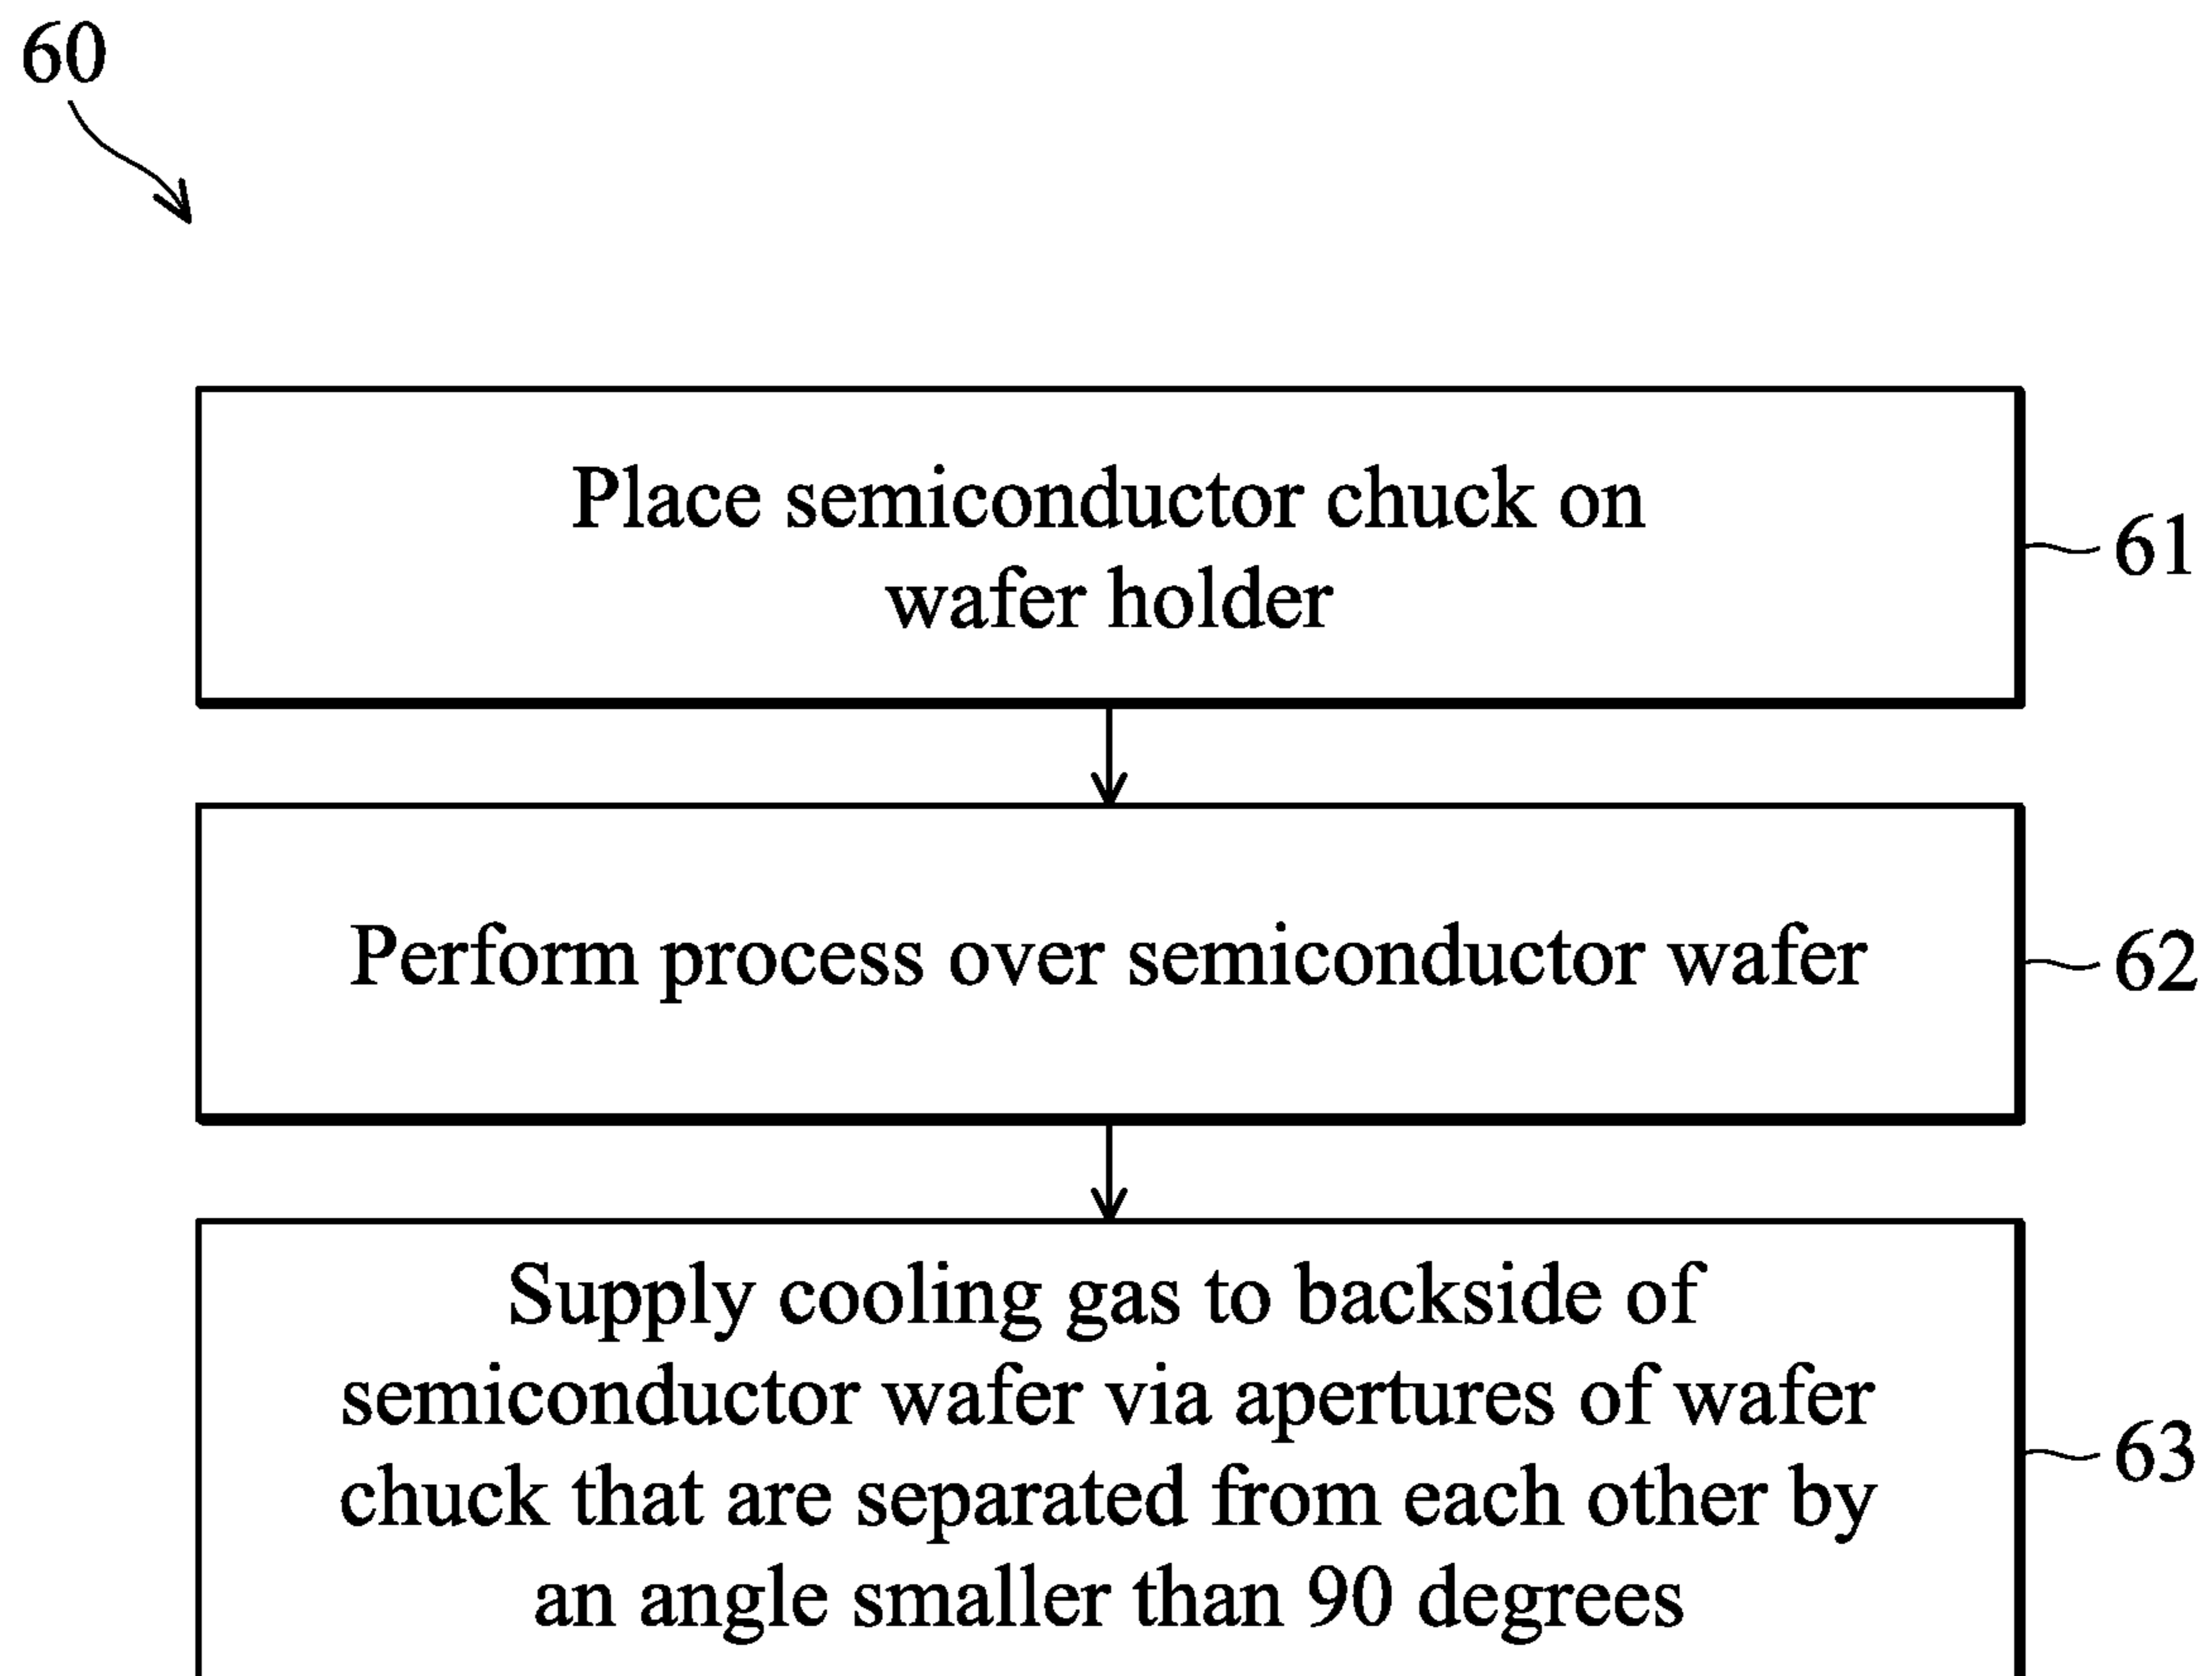 60
Place semiconductor chuck on
wafer holder
61
Perform process over semiconductor wafer
62
Supply cooling gas to backside of
semiconductor wafer via apertures of wafer
chuck that are separated from each other by
an angle smaller than 90 degrees
63